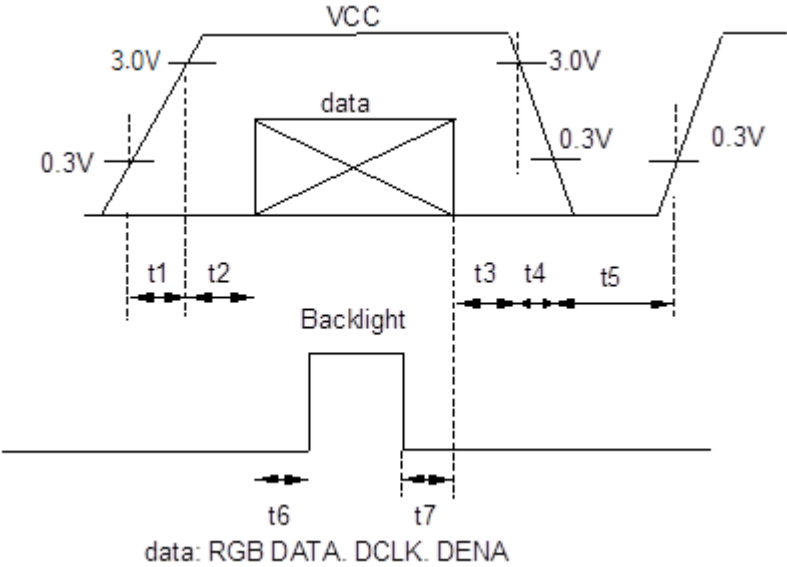 VCC
3.0V
3.0V
data
0.3V
0.3V
0.3V
t1
t2
t3
t4
t5
Backlight
t6
t7
data: RGB DATA. DCLK. DENA